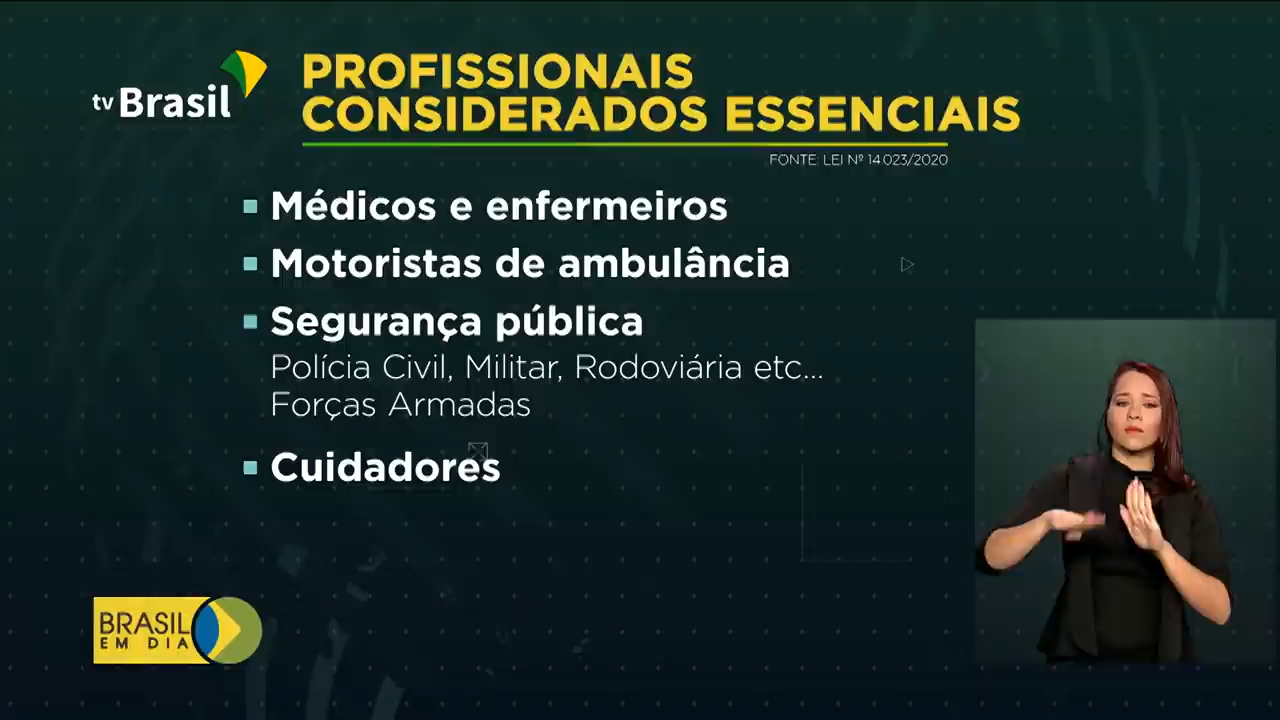 tv Brasil
PROFISSIONAIS
CONSIDERADOS ESSENCIAIS
FONTE: LEI Nº 14 023/2020
Médicos e enfermeiros
Motoristas de ambulância
Segurança pública
Polícia Civil, Militar, Rodoviária etc...
Forças Armadas
Cuidadores
BRASIL
EM DIA